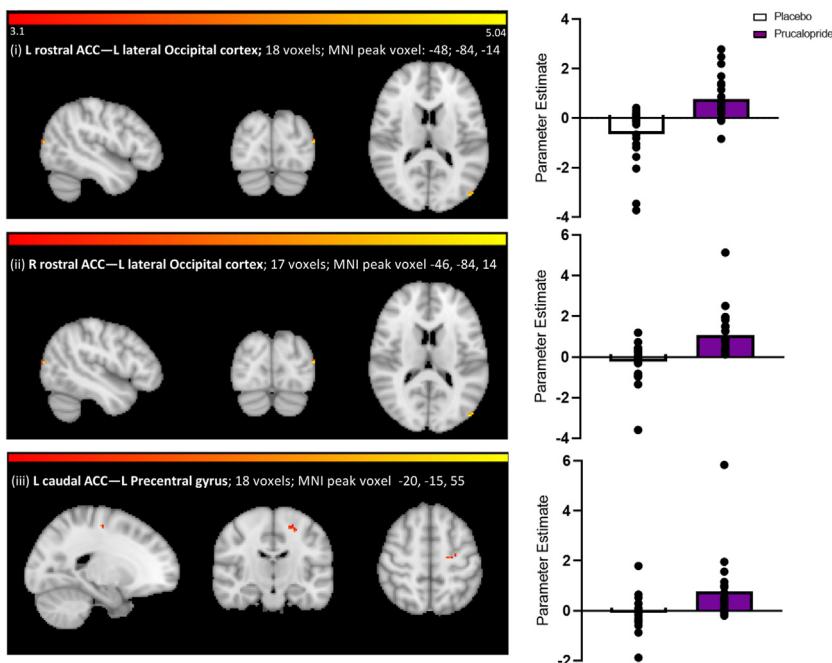 3.1 5.04
(i) L rostral ACC—L lateral Occipital cortex; 18 voxels; MNI peak voxel: -48; -84, -14
Placebo
Prucalopride
Parameter Estimate
4
2
0
-2
-4
(ii) R rostral ACC—L lateral Occipital cortex; 17 voxels; MNI peak voxel -46, -84, 14
Parameter Estimate
6
4
2
0
-2
-4
(iii) L caudal ACC—L Precentral gyrus; 18 voxels; MNI peak voxel -20, -15, 55
Parameter Estimate
6
4
2
0
-2